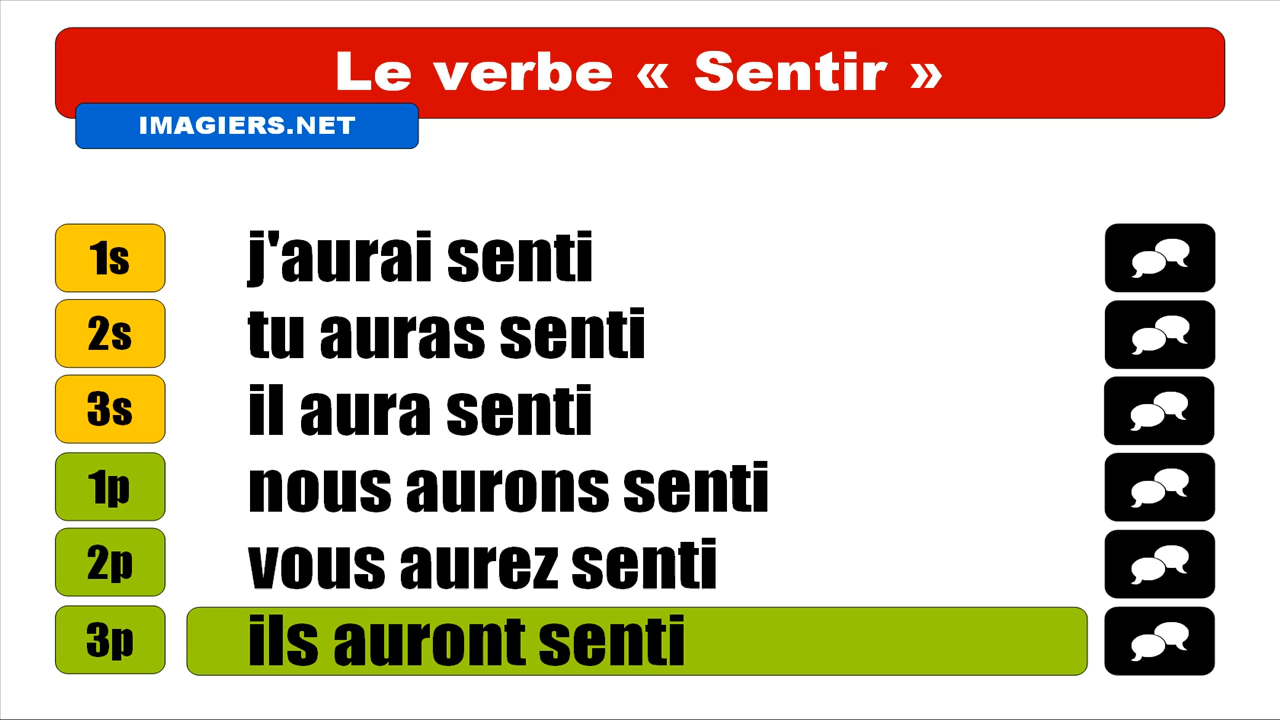 Le verbe « Sentir »
IMAGIERS.NET
1s j'aurai senti
2s tu auras senti
3s il aura senti
1p nous aurons senti
2p vous aurez senti
3p ils auront senti